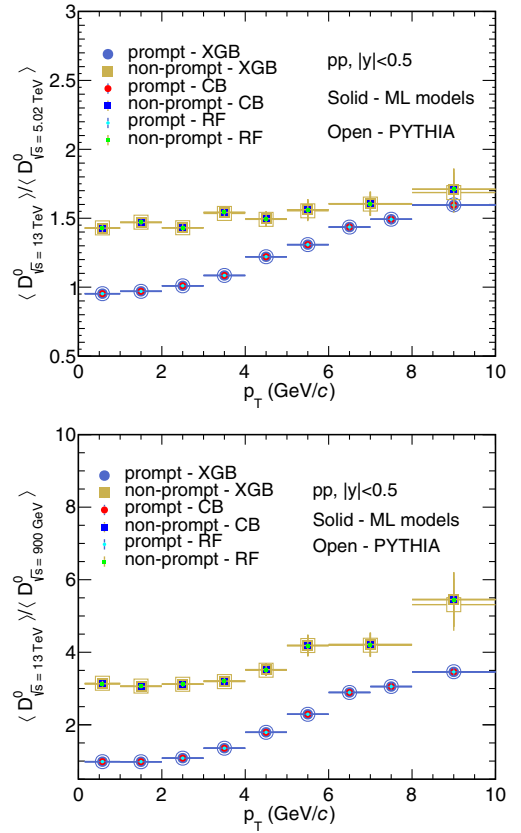 3
2.5
2
1.5
1
0.5
⟨ D⁰ √s = 13 TeV ⟩/⟨ D⁰ √s = 5.02 TeV ⟩
prompt - XGB
non-prompt - XGB
prompt - CB
non-prompt - CB
prompt - RF
non-prompt - RF
pp, |y|<0.5
Solid - ML models
Open - PYTHIA
0 2 4 6 8 10
p_T (GeV/c)
10
8
6
4
2
⟨ D⁰ √s = 13 TeV ⟩/⟨ D⁰ √s = 900 GeV ⟩
prompt - XGB
non-prompt - XGB
prompt - CB
non-prompt - CB
prompt - RF
non-prompt - RF
pp, |y|<0.5
Solid - ML models
Open - PYTHIA
0 2 4 6 8 10
p_T (GeV/c)